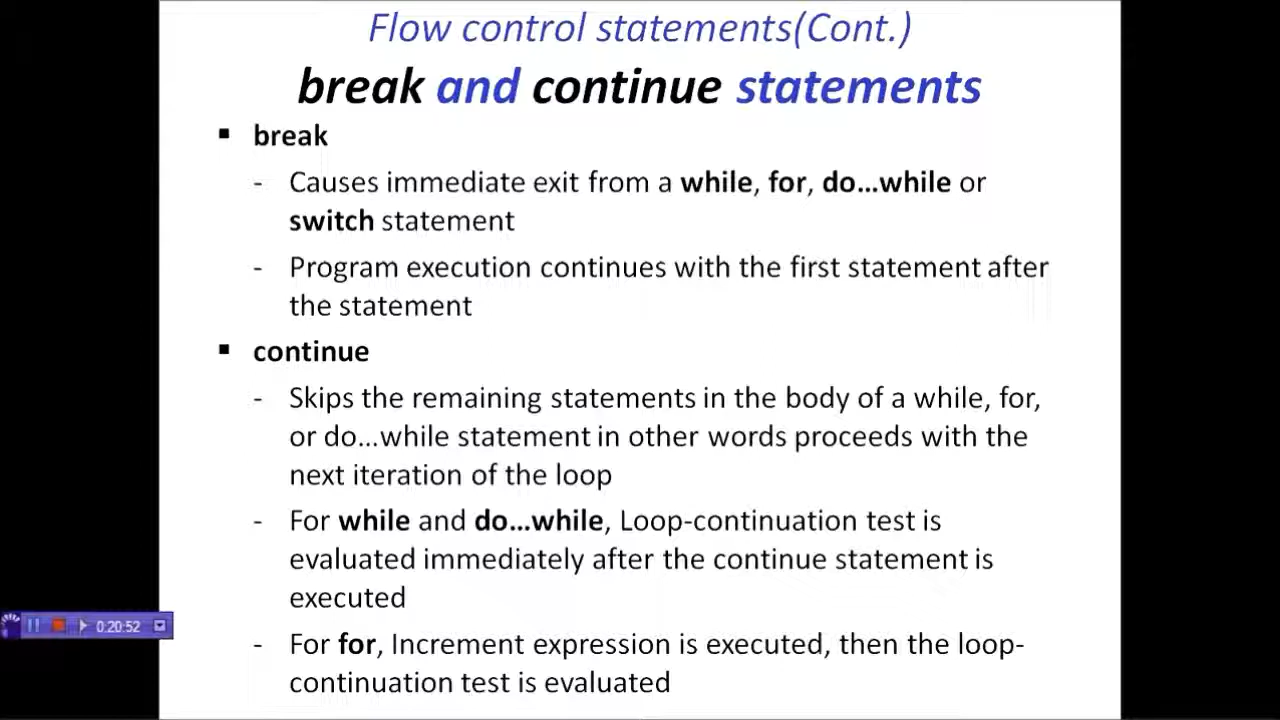 Flow control statements(Cont.)
break and continue statements
▪ break
- Causes immediate exit from a while, for, do…while or
switch statement
- Program execution continues with the first statement after
the statement
▪ continue
- Skips the remaining statements in the body of a while, for,
or do…while statement in other words proceeds with the
next iteration of the loop
- For while and do…while, Loop-continuation test is
evaluated immediately after the continue statement is
executed
0:20:52
- For for, Increment expression is executed, then the loop-
continuation test is evaluated